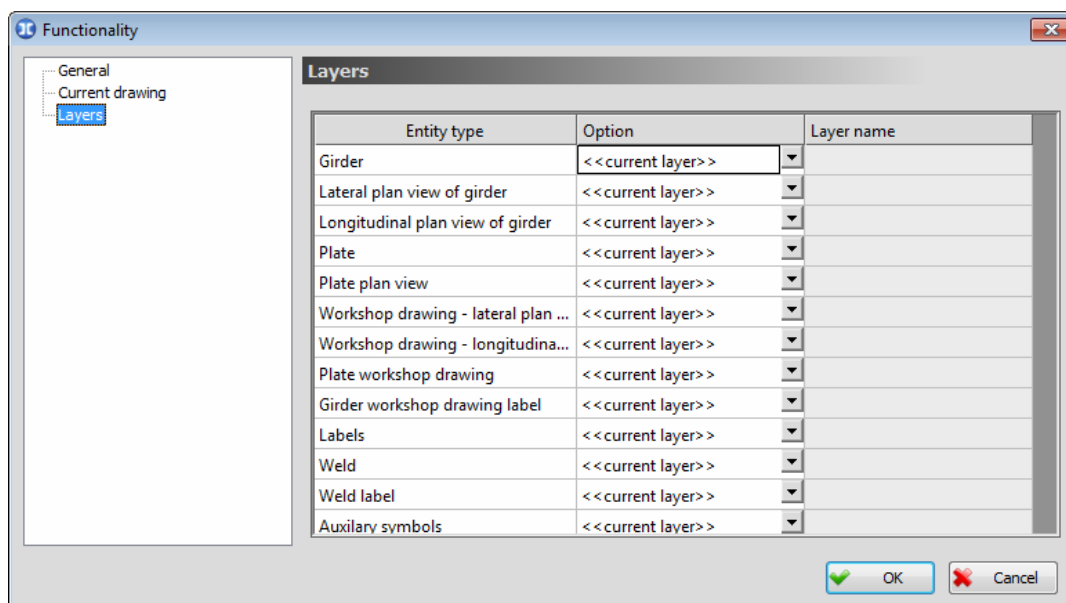 Functionality
General
Current drawing
Layers
Layers
Entity type Option Layer name
Girder <<current layer>>
Lateral plan view of girder <<current layer>>
Longitudinal plan view of girder <<current layer>>
Plate <<current layer>>
Plate plan view <<current layer>>
Workshop drawing - lateral plan ... <<current layer>>
Workshop drawing - longitudina... <<current layer>>
Plate workshop drawing <<current layer>>
Girder workshop drawing label <<current layer>>
Labels <<current layer>>
Weld <<current layer>>
Weld label <<current layer>>
Auxilary symbols <<current layer>>
OK Cancel